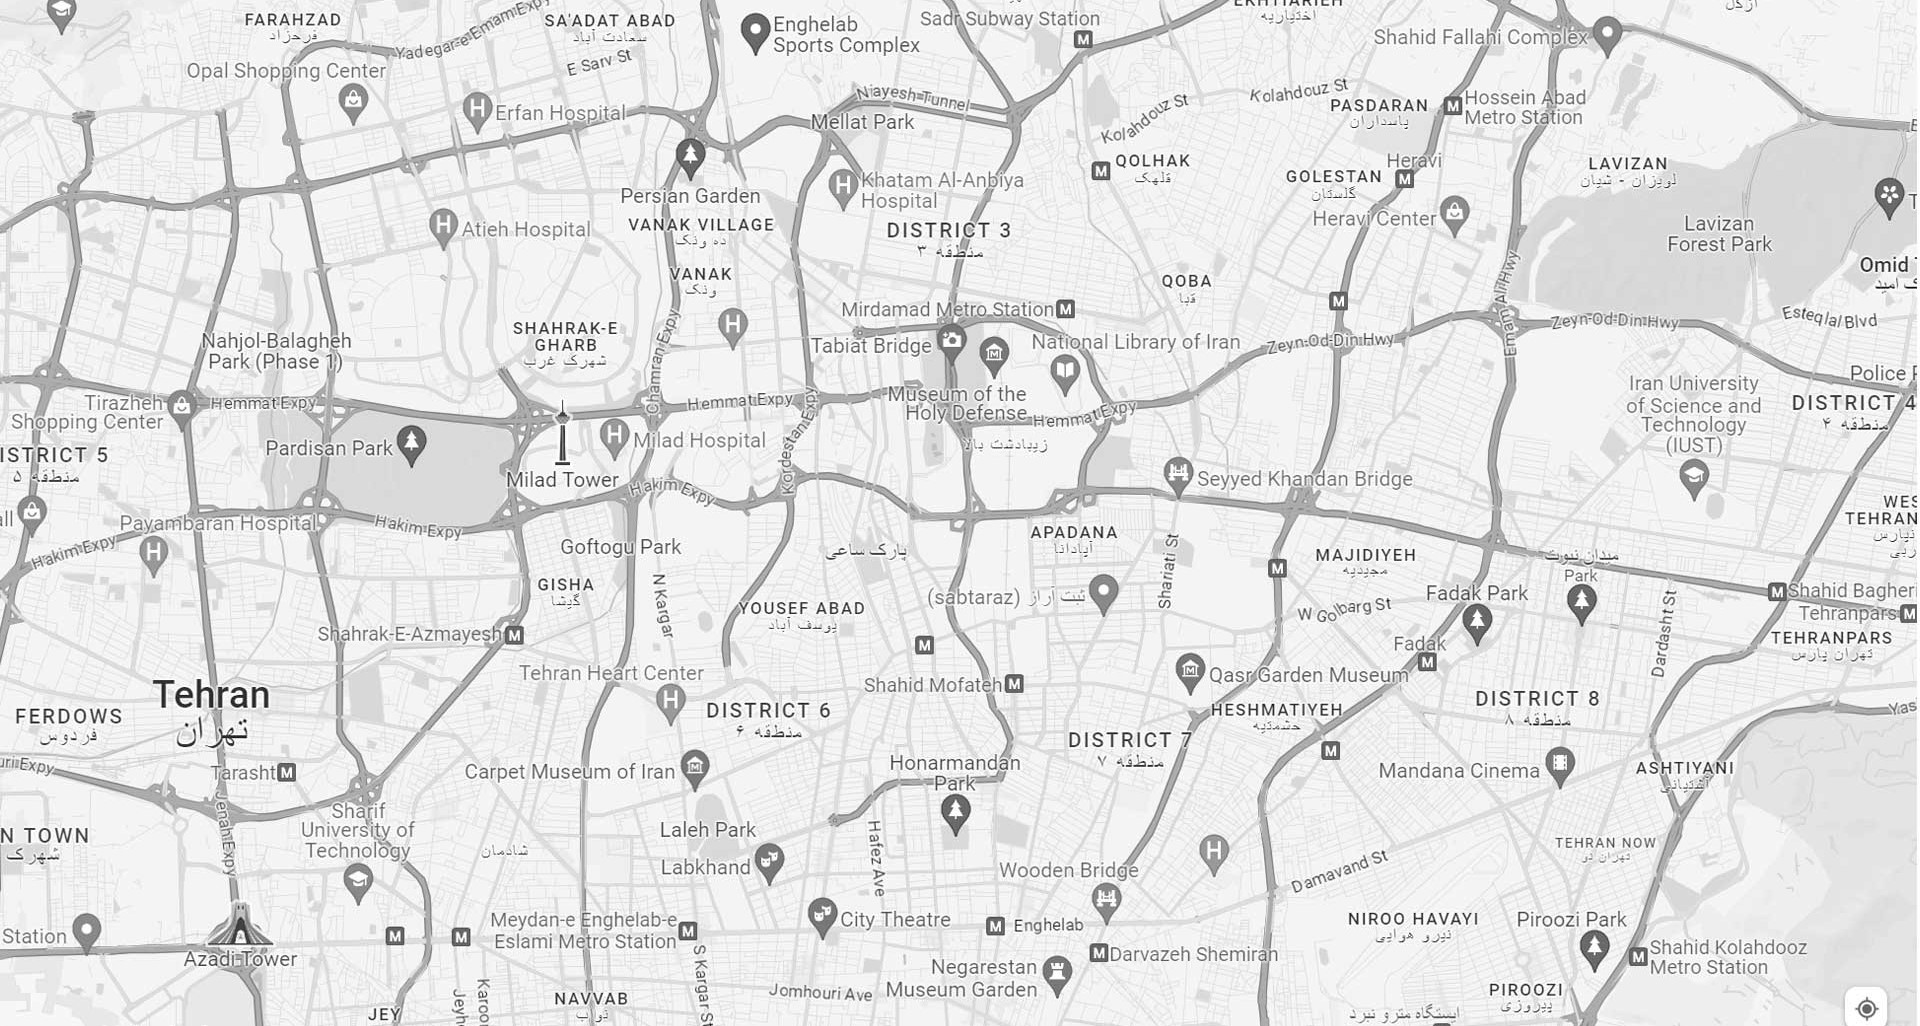 FARAHZAD
فرحزاد
Yadegar-e-Emam Expy
SA'ADAT ABAD
سعادت آباد
E Sarv St
Enghelab
Sports Complex
Sadr Subway Station
EKHTIARIEH
اختیاریه
Shahid Fallahi Complex
Opal Shopping Center
Erfan Hospital
Niayesh Tunnel
Mellat Park
Kolahdouz St
Kolahdouz St
PASDARAN
پاسداران
Hossein Abad
Metro Station
QOLHAK
قلهک
Heravi
GOLESTAN
گلستان
LAVIZAN
لویزان - شیان
Persian Garden
Khatam Al-Anbiya
Hospital
VANAK VILLAGE
ده ونک
Atieh Hospital
DISTRICT 3
منطقه ۳
Heravi Center
Lavizan
Forest Park
VANAK
ونک
QOBA
قبا
Emam Ali Hwy
Mirdamad Metro Station
Zeyn-Od-Din Hwy
Esteqlal Blvd
SHAHRAK-E
GHARB
شهرک غرب
Nahjol-Balagheh
Park (Phase 1)
Chamran Expy
Tabiat Bridge
National Library of Iran
Zeyn-Od-Din Hwy
Tirazheh
Shopping Center
Hemmat Expy
Hemmat Expy
Kordestan Expy
Museum of the
Holy Defense
Hemmat Expy
زیبادشت بالا
Iran University
of Science and
Technology
(IUST)
DISTRICT 4
منطقه ۴
Pardisan Park
Milad Hospital
Milad Tower
منطقه ۵
Hakim Expy
Seyyed Khandan Bridge
Payambaran Hospital
Hakim Expy
Hakim Expy
Goftogu Park
پارک ساعی
APADANA
آپادانا
Shariati St
MAJIDIYEH
مجیدیه
میدان نبوت
Park
GISHA
گیشا
N Kargar
YOUSEF ABAD
یوسف آباد
(sabtaraz) ثبت آراز
W Golbarg St
Fadak Park
Fadak
Dardasht St
Tehranpars
TEHRANPARS
تهران پارس
Shahrak-E-Azmayesh
Tehran Heart Center
Shahid Mofateh
Qasr Garden Museum
Tehran
تهران
FERDOWS
فردوس
DISTRICT 6
منطقه ۶
HESHMATIYEH
حشمتیه
DISTRICT 8
منطقه ۸
DISTRICT 7
منطقه ۷
Tarasht
Carpet Museum of Iran
Honarmandan
Park
Mandana Cinema
ASHTIYANI
آشتیانی
Jenah Expy
Sharif
University of
Technology
شادمان
Laleh Park
Labkhand
Hafez Ave
Wooden Bridge
Damavand St
TEHRAN NOW
تهران نو
TOWN
شهرک
Meydan-e Enghelab-e
Eslami Metro Station
City Theatre
Enghelab
NIROO HAVAYI
نیرو هوایی
Piroozi Park
Station
Azadi Tower
Darvazeh Shemiran
Shahid Kolahdooz
Metro Station
S Kargar St
Negarestan
Museum Garden
Jomhouri Ave
NAVVAB
نواب
JEY
PIROOZI
پیروزی
ایستگاه مترو نبرد